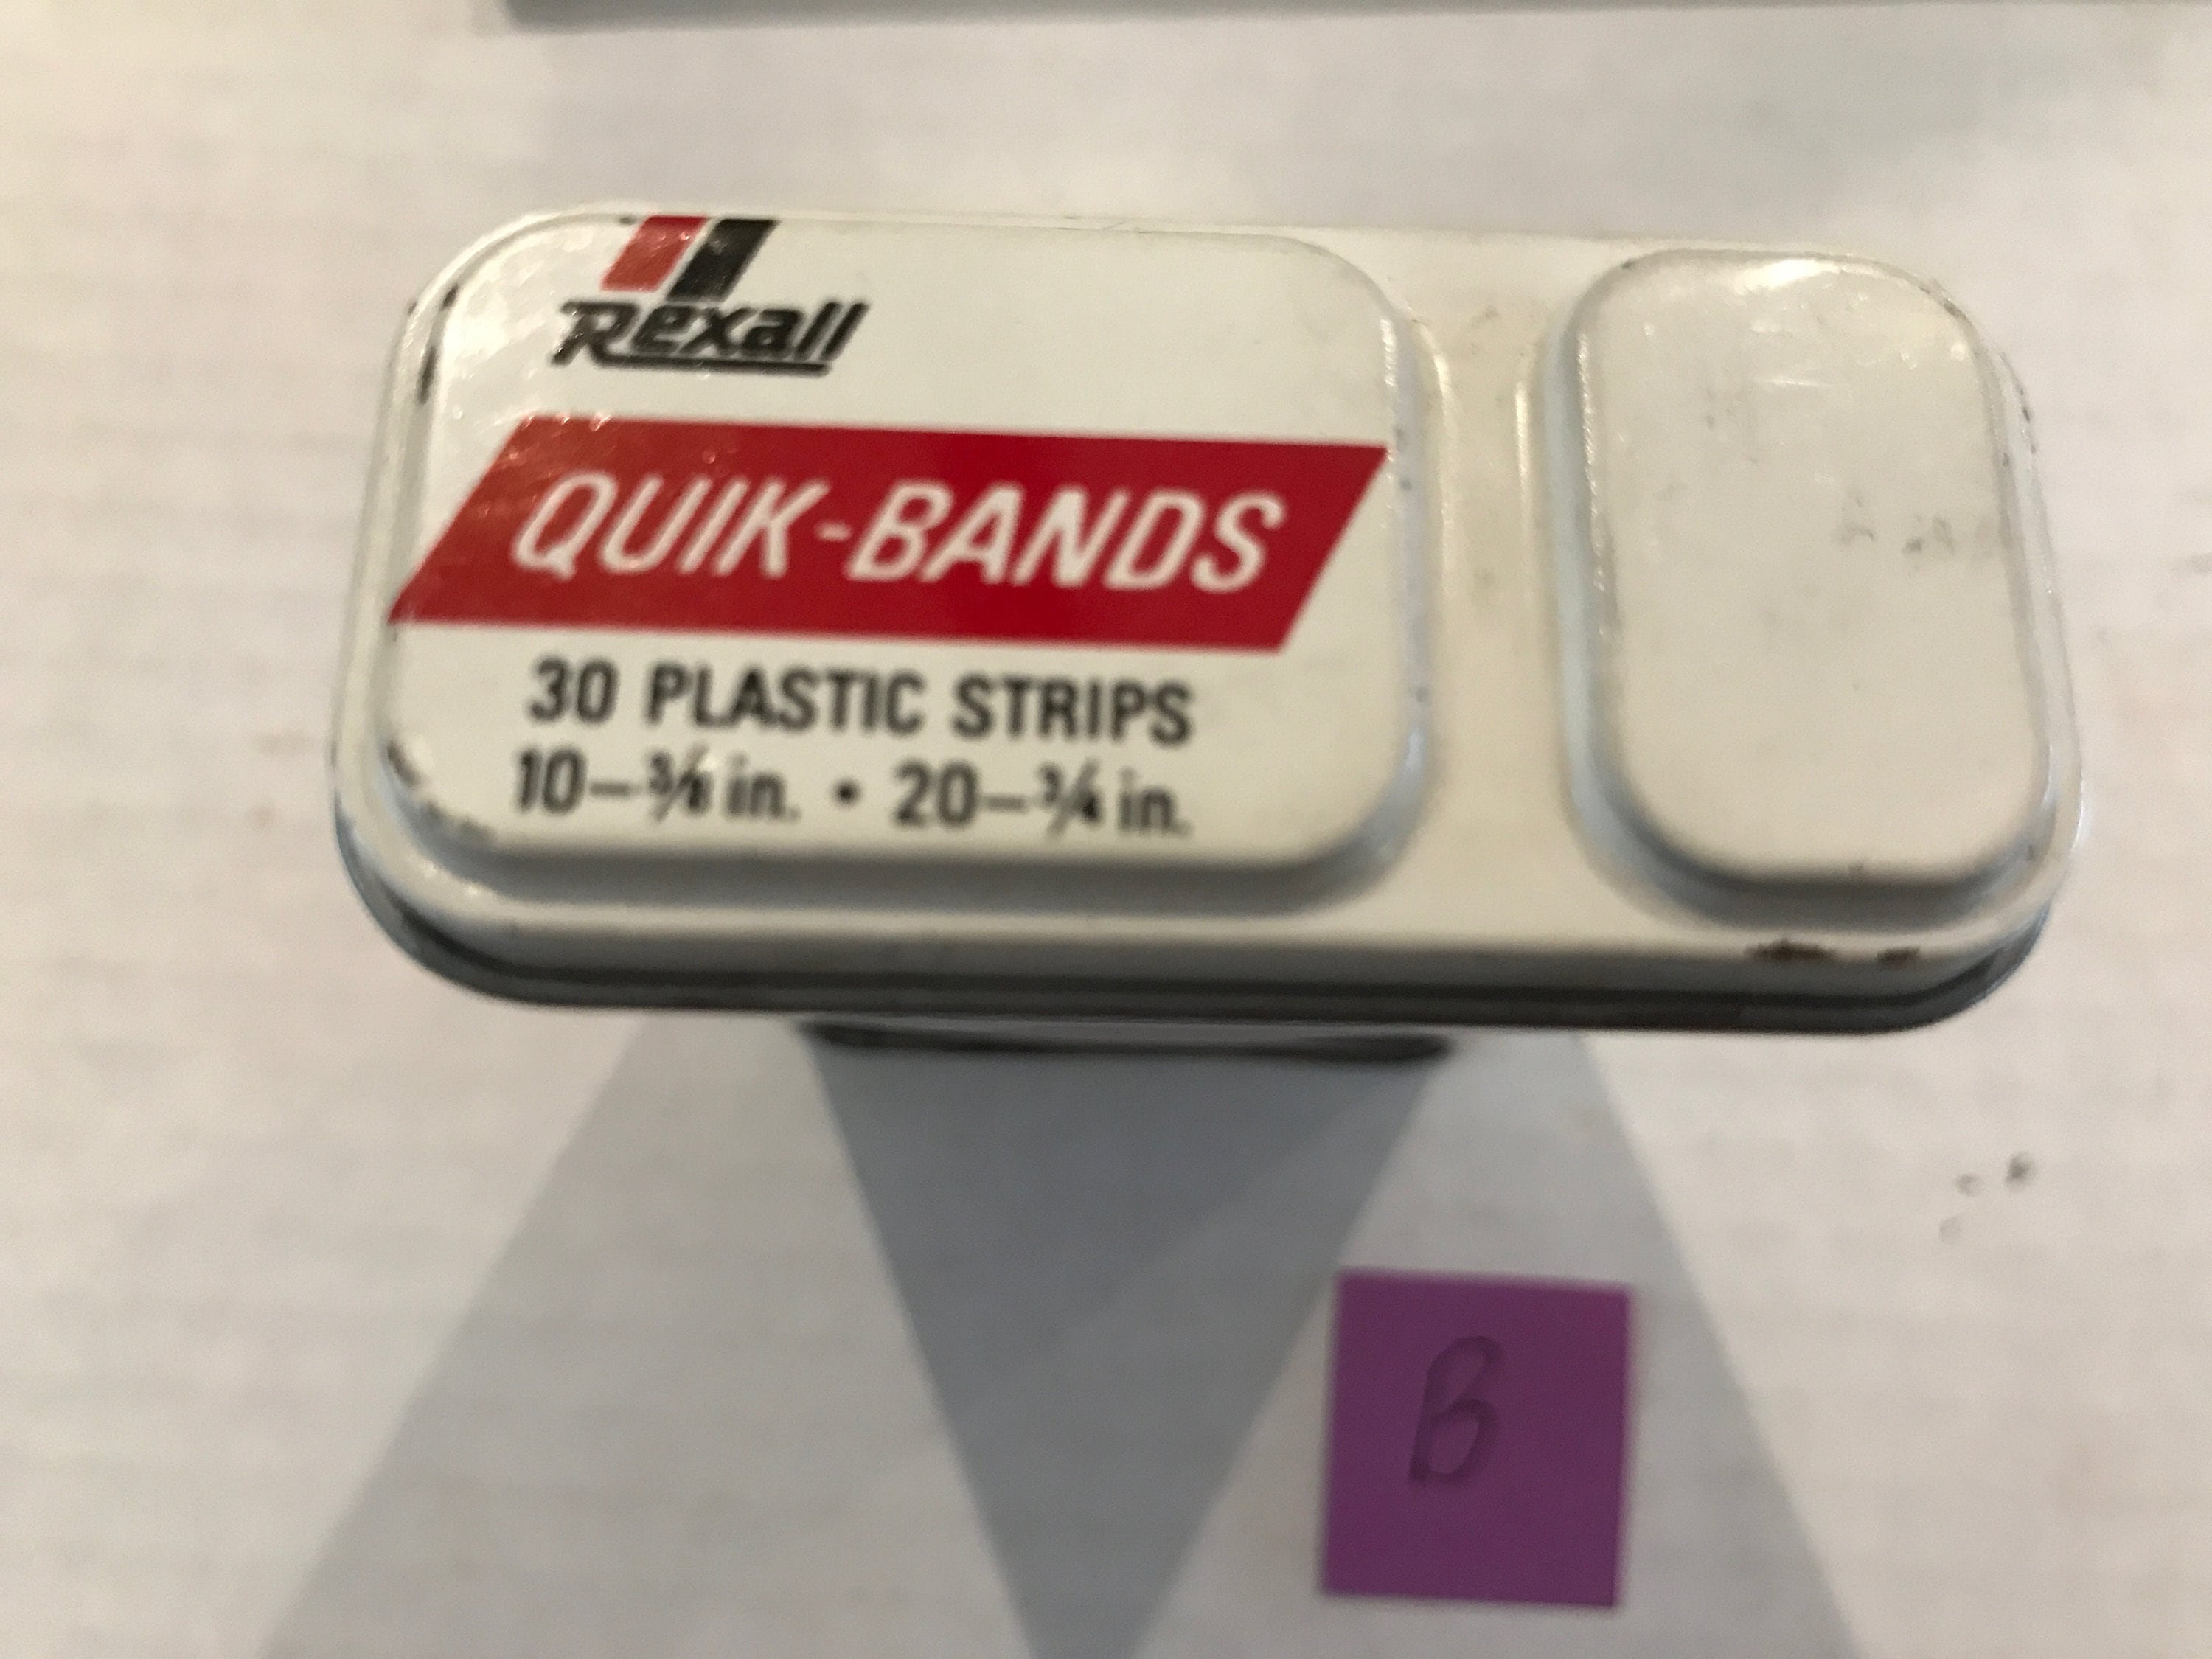 Rexall
QUIK-BANDS
30 PLASTIC STRIPS
10–3/8 in. • 20–3/4 in.
B